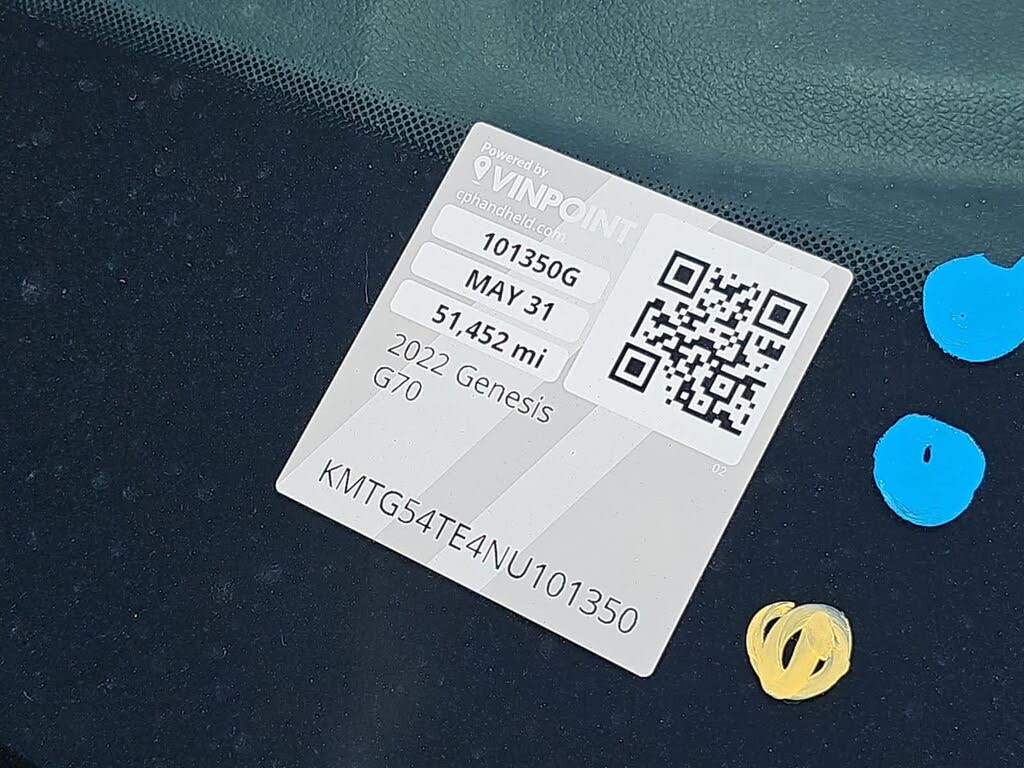 Powered by
VINPOINT
cphandheld.com
101350G
MAY 31
51,452 mi
2022 Genesis
G70
02
KMTG54TE4NU101350